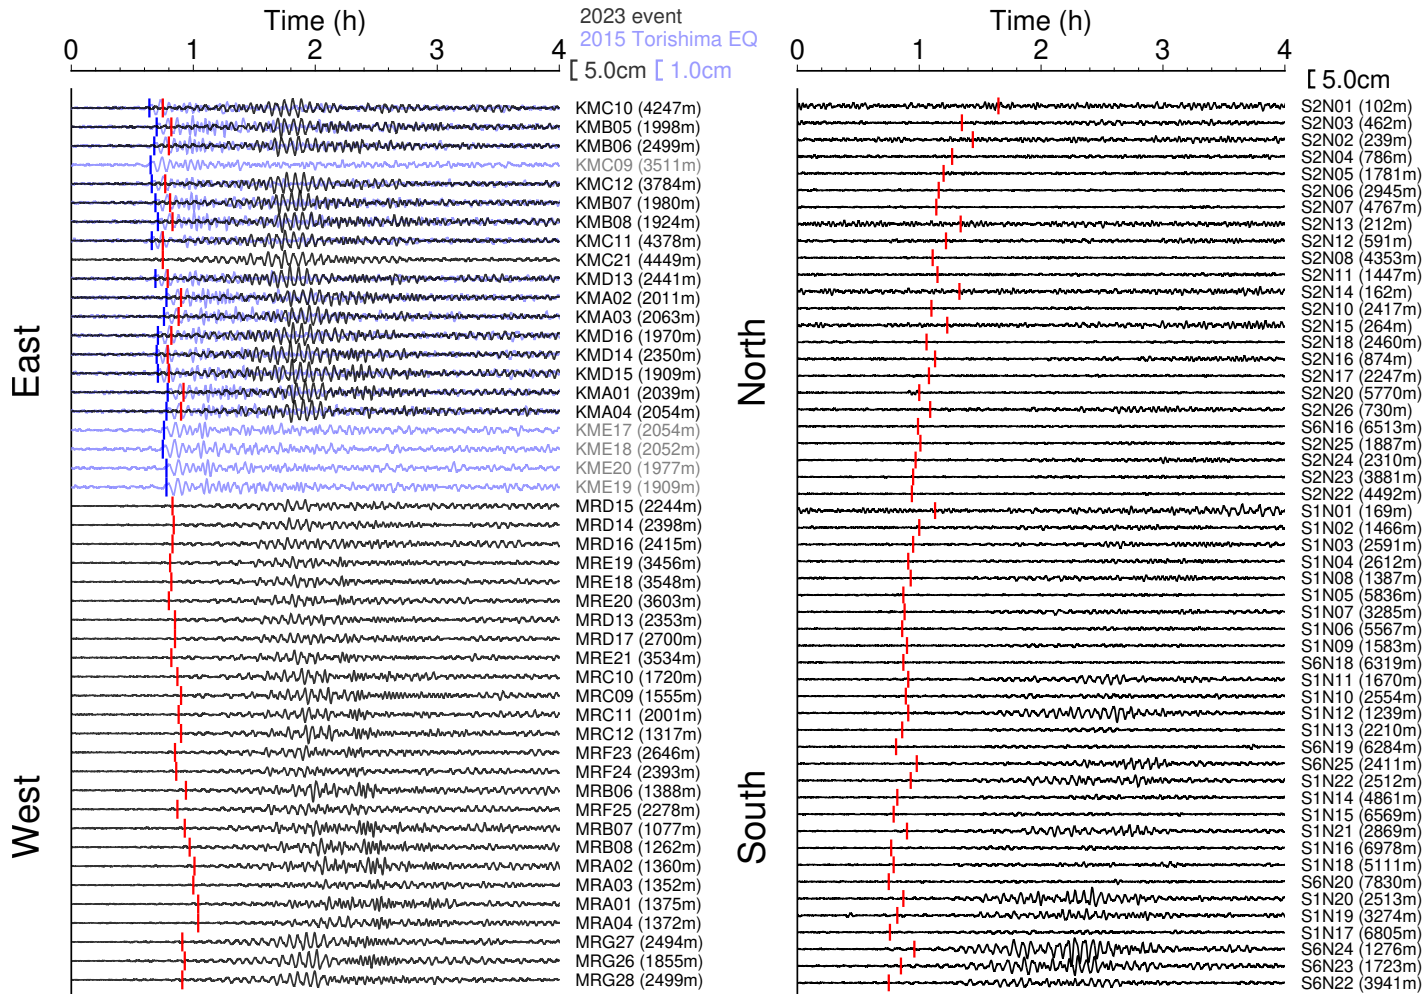 Time (h)
0 1 2 3 4
2023 event
2015 Torishima EQ
5.0cm 1.0cm
East
West
KMC10 (4247m)
KMB05 (1998m)
KMB06 (2499m)
KMC09 (3511m)
KMC12 (3784m)
KMB07 (1980m)
KMB08 (1924m)
KMC11 (4378m)
KMC21 (4449m)
KMD13 (2441m)
KMA02 (2011m)
KMA03 (2063m)
KMD16 (1970m)
KMD14 (2350m)
KMD15 (1909m)
KMA01 (2039m)
KMA04 (2054m)
KME17 (2054m)
KME18 (2052m)
KME20 (1977m)
KME19 (1909m)
MRD15 (2244m)
MRD14 (2398m)
MRD16 (2415m)
MRE19 (3456m)
MRE18 (3548m)
MRE20 (3603m)
MRD13 (2353m)
MRD17 (2700m)
MRE21 (3534m)
MRC10 (1720m)
MRC09 (1555m)
MRC11 (2001m)
MRC12 (1317m)
MRF23 (2646m)
MRF24 (2393m)
MRB06 (1388m)
MRF25 (2278m)
MRB07 (1077m)
MRB08 (1262m)
MRA02 (1360m)
MRA03 (1352m)
MRA01 (1375m)
MRA04 (1372m)
MRG27 (2494m)
MRG26 (1855m)
MRG28 (2499m)
Time (h)
0 1 2 3 4
5.0cm
North
South
S2N01 (102m)
S2N03 (462m)
S2N02 (239m)
S2N04 (786m)
S2N05 (1781m)
S2N06 (2945m)
S2N07 (4767m)
S2N13 (212m)
S2N12 (591m)
S2N08 (4353m)
S2N11 (1447m)
S2N14 (162m)
S2N10 (2417m)
S2N15 (264m)
S2N18 (2460m)
S2N16 (874m)
S2N17 (2247m)
S2N20 (5770m)
S2N26 (730m)
S6N16 (6513m)
S2N25 (1887m)
S2N24 (2310m)
S2N23 (3881m)
S2N22 (4492m)
S1N01 (169m)
S1N02 (1466m)
S1N03 (2591m)
S1N04 (2612m)
S1N08 (1387m)
S1N05 (5836m)
S1N07 (3285m)
S1N06 (5567m)
S1N09 (1583m)
S6N18 (6319m)
S1N11 (1670m)
S1N10 (2554m)
S1N12 (1239m)
S1N13 (2210m)
S6N19 (6284m)
S6N25 (2411m)
S1N22 (2512m)
S1N14 (4861m)
S1N15 (6569m)
S1N21 (2869m)
S1N16 (6978m)
S1N18 (5111m)
S6N20 (7830m)
S1N20 (2513m)
S1N19 (3274m)
S1N17 (6805m)
S6N24 (1276m)
S6N23 (1723m)
S6N22 (3941m)